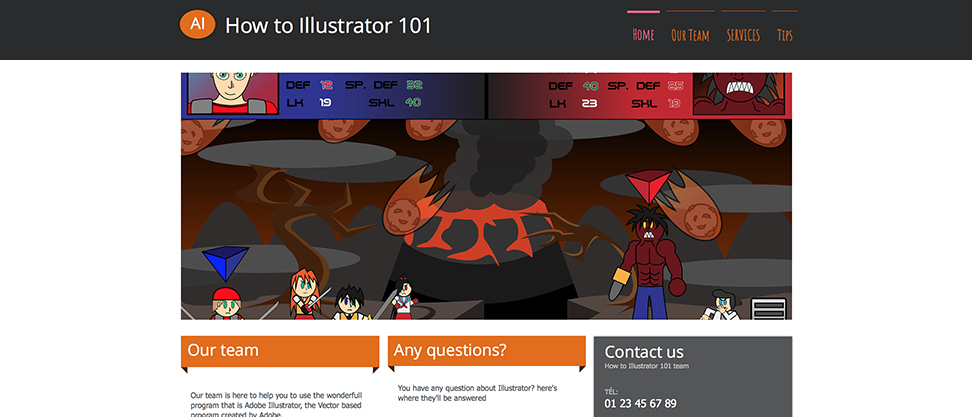 AI How to Illustrator 101
Home Our Team SERVICES Tips
DEF 12 SP. DEF 32
LK 19 SKL 40
DEF 40 SP. DEF 25
LK 23 SKL 19
Our team
Any questions?
Contact us
How to Illustrator 101 team
Our team is here to help you to use the wonderfull
program that is Adobe Illustrator, the Vector based
program created by Adobe.
You have any question about Illustrator? here's
where they'll be answered
TÉL:
01 23 45 67 89